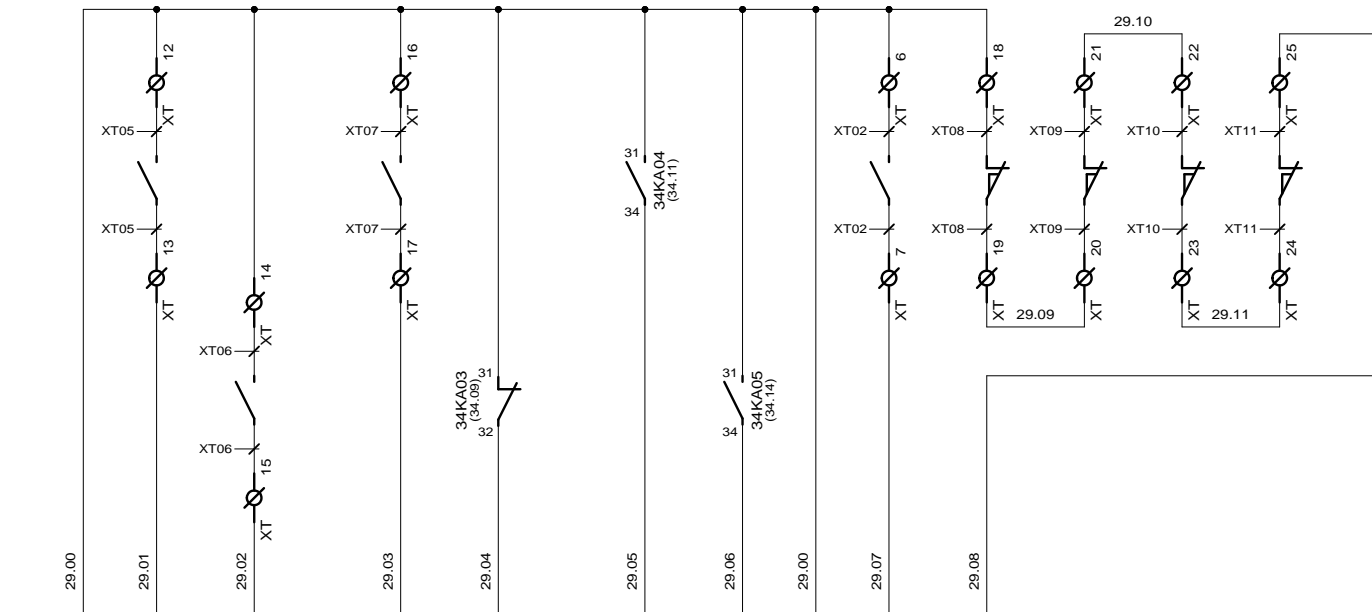 29.10
12
16
6
18
21
22
25
XT
XT
XT
XT
XT
XT
XT
XT05
XT07
XT02
XT08
XT09
XT10
XT11
31
34KA04
(34.11)
34
XT05
XT07
XT02
XT08
XT09
XT10
XT11
13
17
7
19
20
23
24
14
XT
XT
XT
XT
XT
XT
XT
29.09
29.11
XT
XT06
34KA03
(34.09)
31
32
31
34KA05
(34.14)
34
XT06
15
XT
29.00
29.01
29.02
29.03
29.04
29.05
29.06
29.00
29.07
29.08